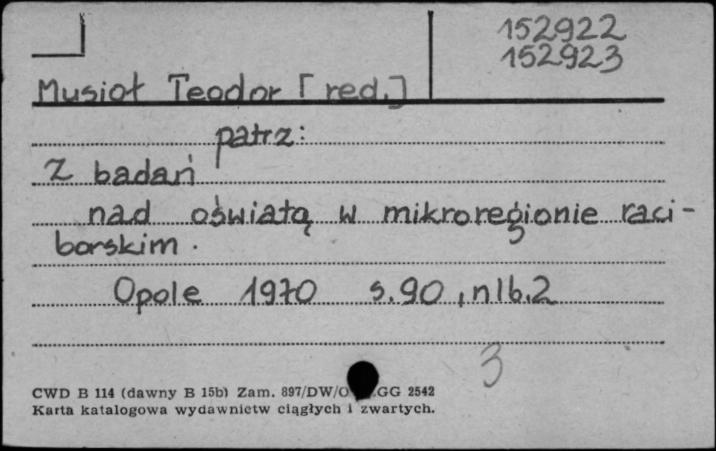 152922
152923
Musioł Teodor [red.]
patrz:
Z badań
nad oświatą w mikroregionie raci-
borskim.
Opole 1970 s.90, nlb.2
3
CWD B 114 (dawny B 15b) Zam. 897/DW/O GG 2542
Karta katalogowa wydawnictw ciągłych i zwartych.